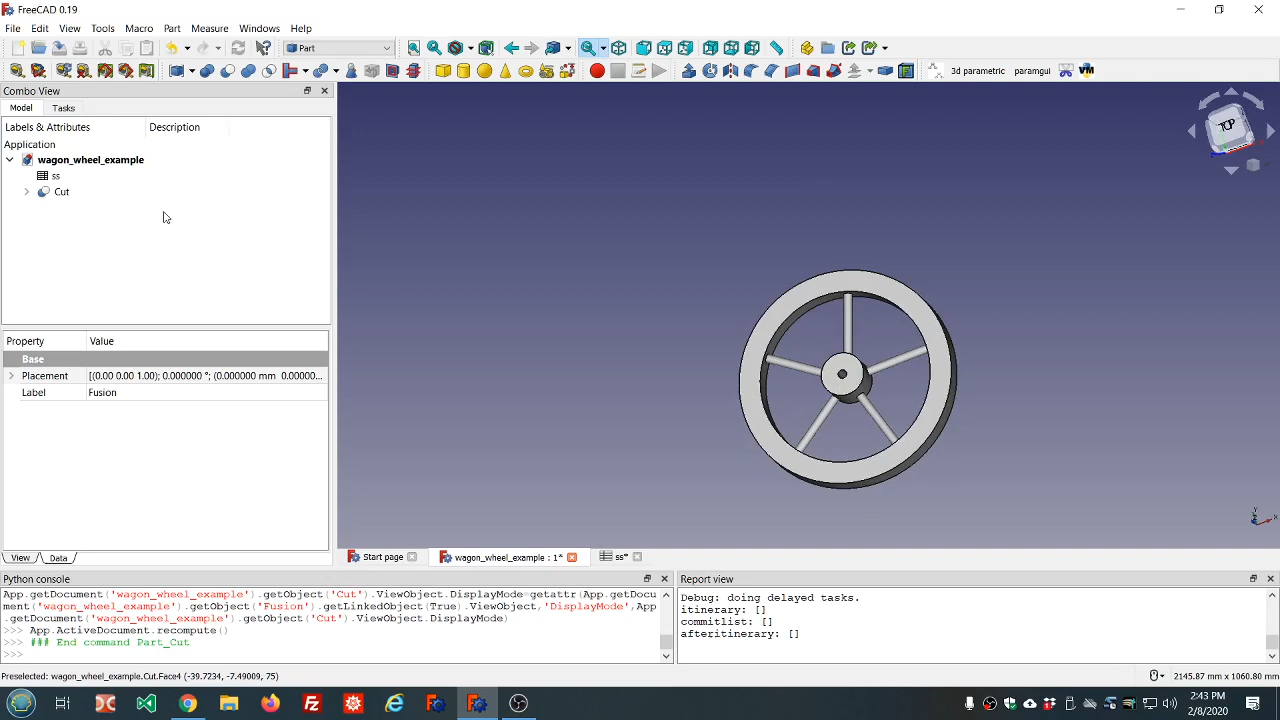 FreeCAD 0.19
File Edit View Tools Macro Part Measure Windows Help
Part
3d parametric paramgui
Combo View
Model Tasks
Labels & Attributes Description
Application
wagon_wheel_example
ss
Cut
TOP
Property Value
Base
Placement [(0.00 0.00 1.00); 0.000000 °; (0.000000 mm 0.00000...
Label Fusion
View Data
Start page wagon_wheel_example : 1* ss*
Python console
App.getDocument('wagon_wheel_example').getObject('Cut').ViewObject.DisplayMode=getattr(App.getDocu
ment('wagon_wheel_example').getObject('Fusion').getLinkedObject(True).ViewObject,'DisplayMode',App
.getDocument('wagon_wheel_example').getObject('Cut').ViewObject.DisplayMode)
>>> App.ActiveDocument.recompute()
>>> ### End command Part_Cut
>>>
Report view
Debug: doing delayed tasks.
itinerary: []
commitlist: []
afteritinerary: []
Preselected: wagon_wheel_example.Cut.Face4 (-39.7234, -7.49009, 75)
2145.87 mm x 1060.80 mm
2:43 PM
2/8/2020